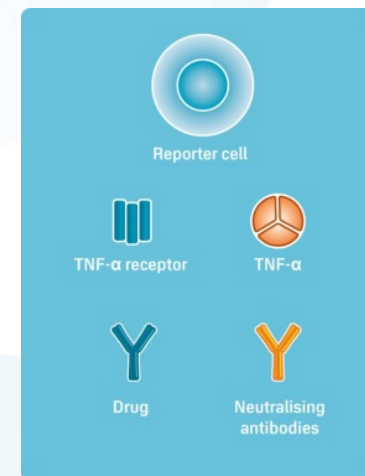 Reporter cell
TNF-α receptor
TNF-α
Drug
Neutralising
antibodies